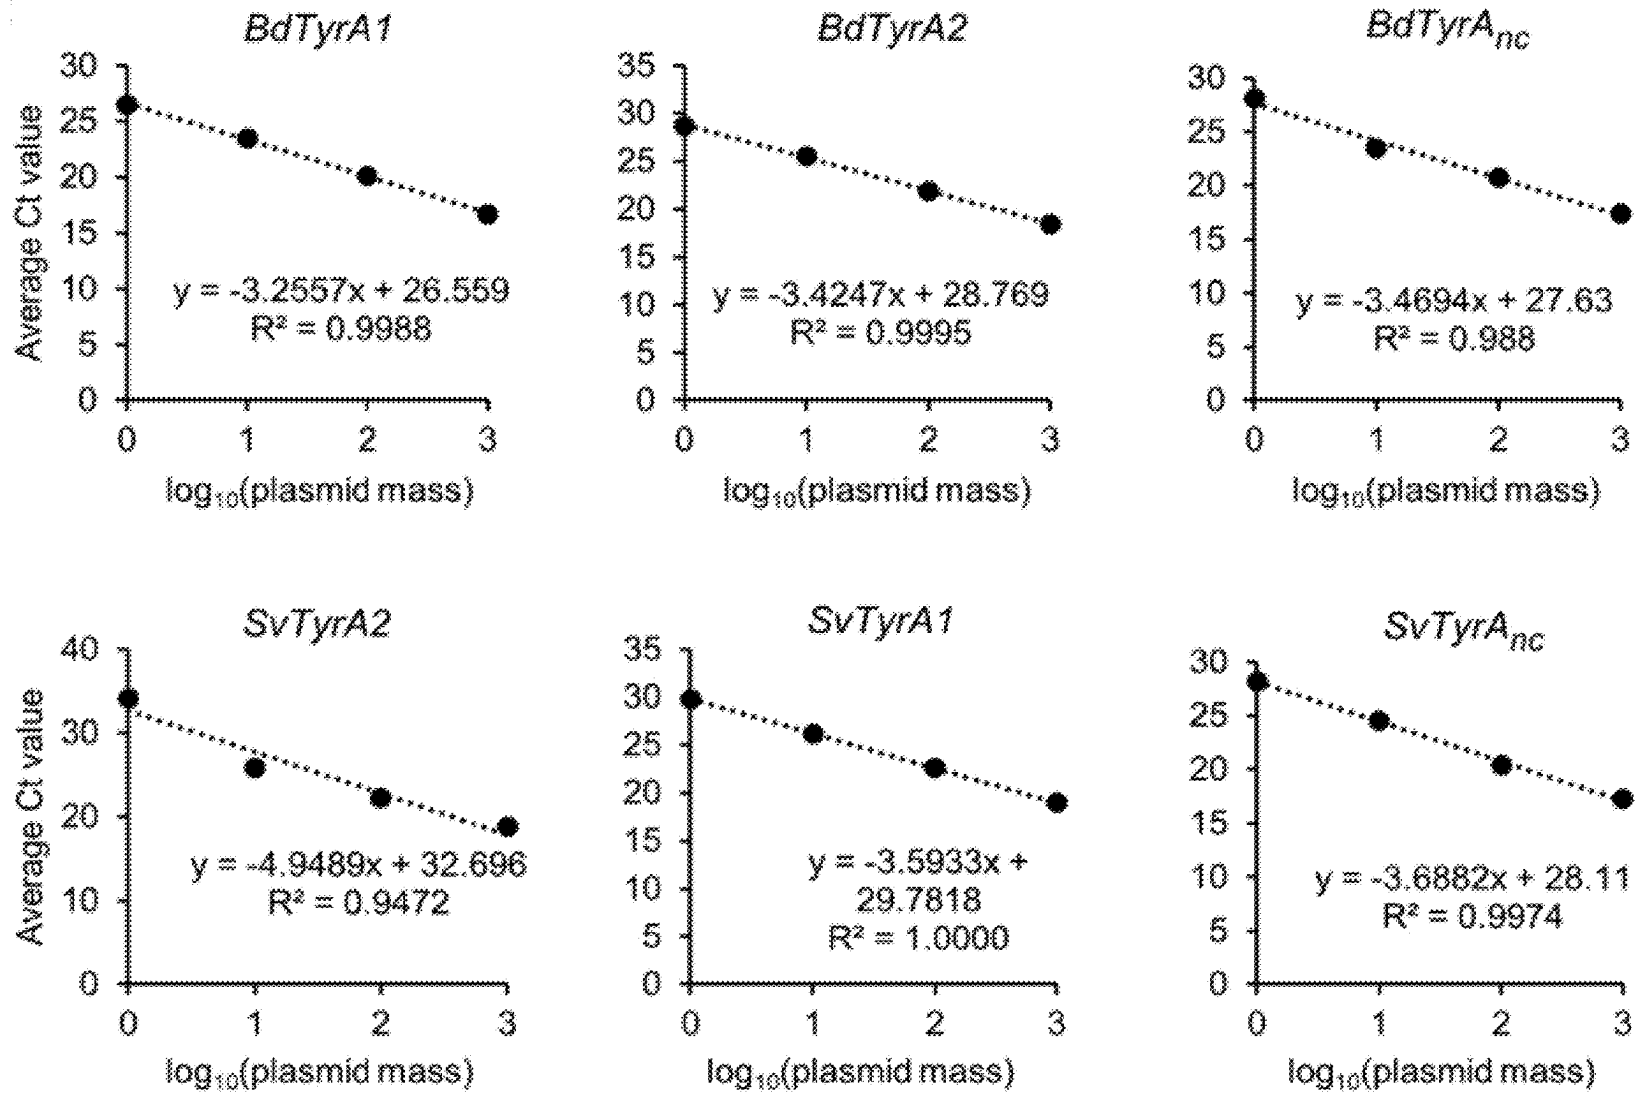 BdTyrA1
30
25
20
15
10
5
0
Average Ct value
y = -3.2557x + 26.559
R² = 0.9988
0 1 2 3
log₁₀(plasmid mass)
BdTyrA2
35
30
25
20
15
10
5
0
y = -3.4247x + 28.769
R² = 0.9995
0 1 2 3
log₁₀(plasmid mass)
BdTyrAnc
30
25
20
15
10
5
0
y = -3.4694x + 27.63
R² = 0.988
0 1 2 3
log₁₀(plasmid mass)
SvTyrA2
40
30
20
10
0
Average Ct value
y = -4.9489x + 32.696
R² = 0.9472
0 1 2 3
log₁₀(plasmid mass)
SvTyrA1
35
30
25
20
15
10
5
0
y = -3.5933x +
29.7818
R² = 1.0000
0 1 2 3
log₁₀(plasmid mass)
SvTyrAnc
30
25
20
15
10
5
0
y = -3.6882x + 28.11
R² = 0.9974
0 1 2 3
log₁₀(plasmid mass)